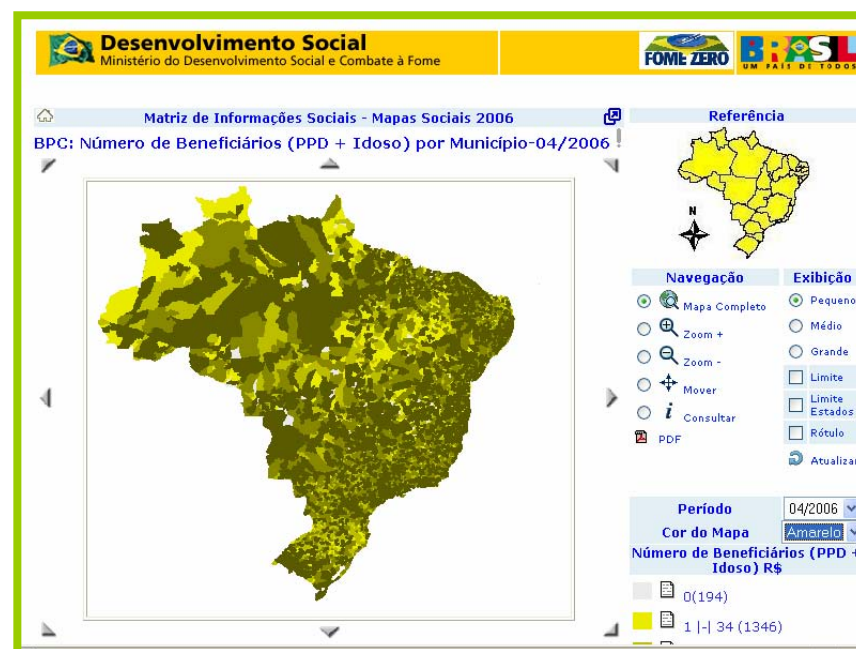 Desenvolvimento Social
Ministério do Desenvolvimento Social e Combate à Fome
FOME ZERO
BRASIL
UM PAÍS DE TODOS
Matriz de Informações Sociais - Mapas Sociais 2006
BPC: Número de Beneficiários (PPD + Idoso) por Município-04/2006 !
Referência
N
Navegação
Mapa Completo
Zoom +
Zoom -
Mover
i Consultar
PDF
Exibição
Pequeno
Médio
Grande
Limite
Limite
Estados
Rótulo
Atualizar
Período 04/2006
Cor do Mapa Amarelo
Número de Beneficiários (PPD +
Idoso) R$
0(194)
1 |-| 34 (1346)